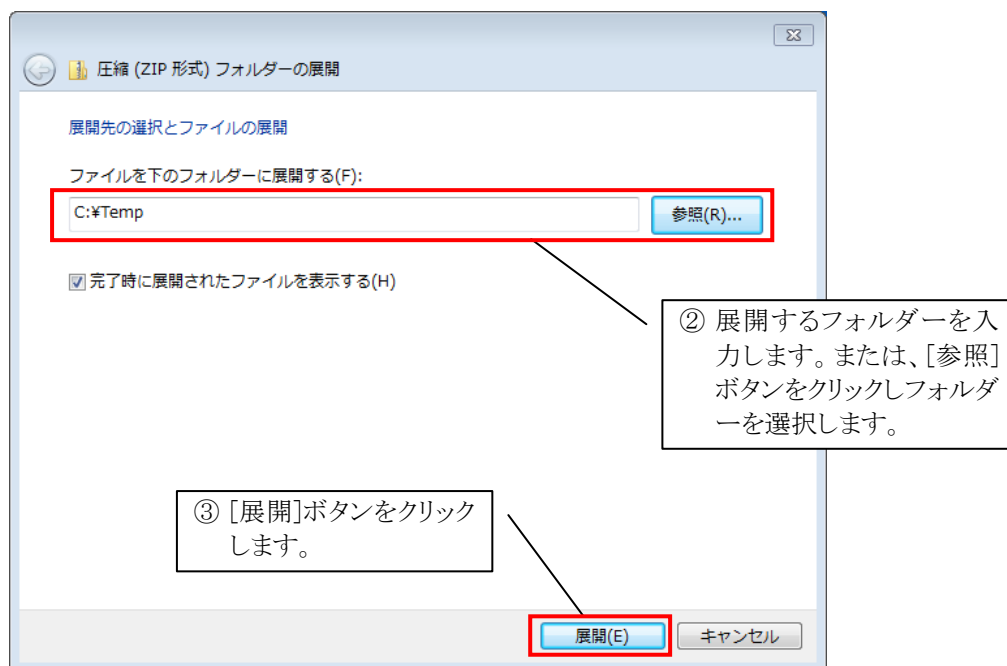 圧縮 (ZIP 形式) フォルダーの展開
展開先の選択とファイルの展開
ファイルを下のフォルダーに展開する(F):
C:¥Temp
参照(R)...
完了時に展開されたファイルを表示する(H)
② 展開するフォルダーを入
力します。または、[参照]
ボタンをクリックしフォルダ
ーを選択します。
③ [展開]ボタンをクリック
します。
展開(E)
キャンセル